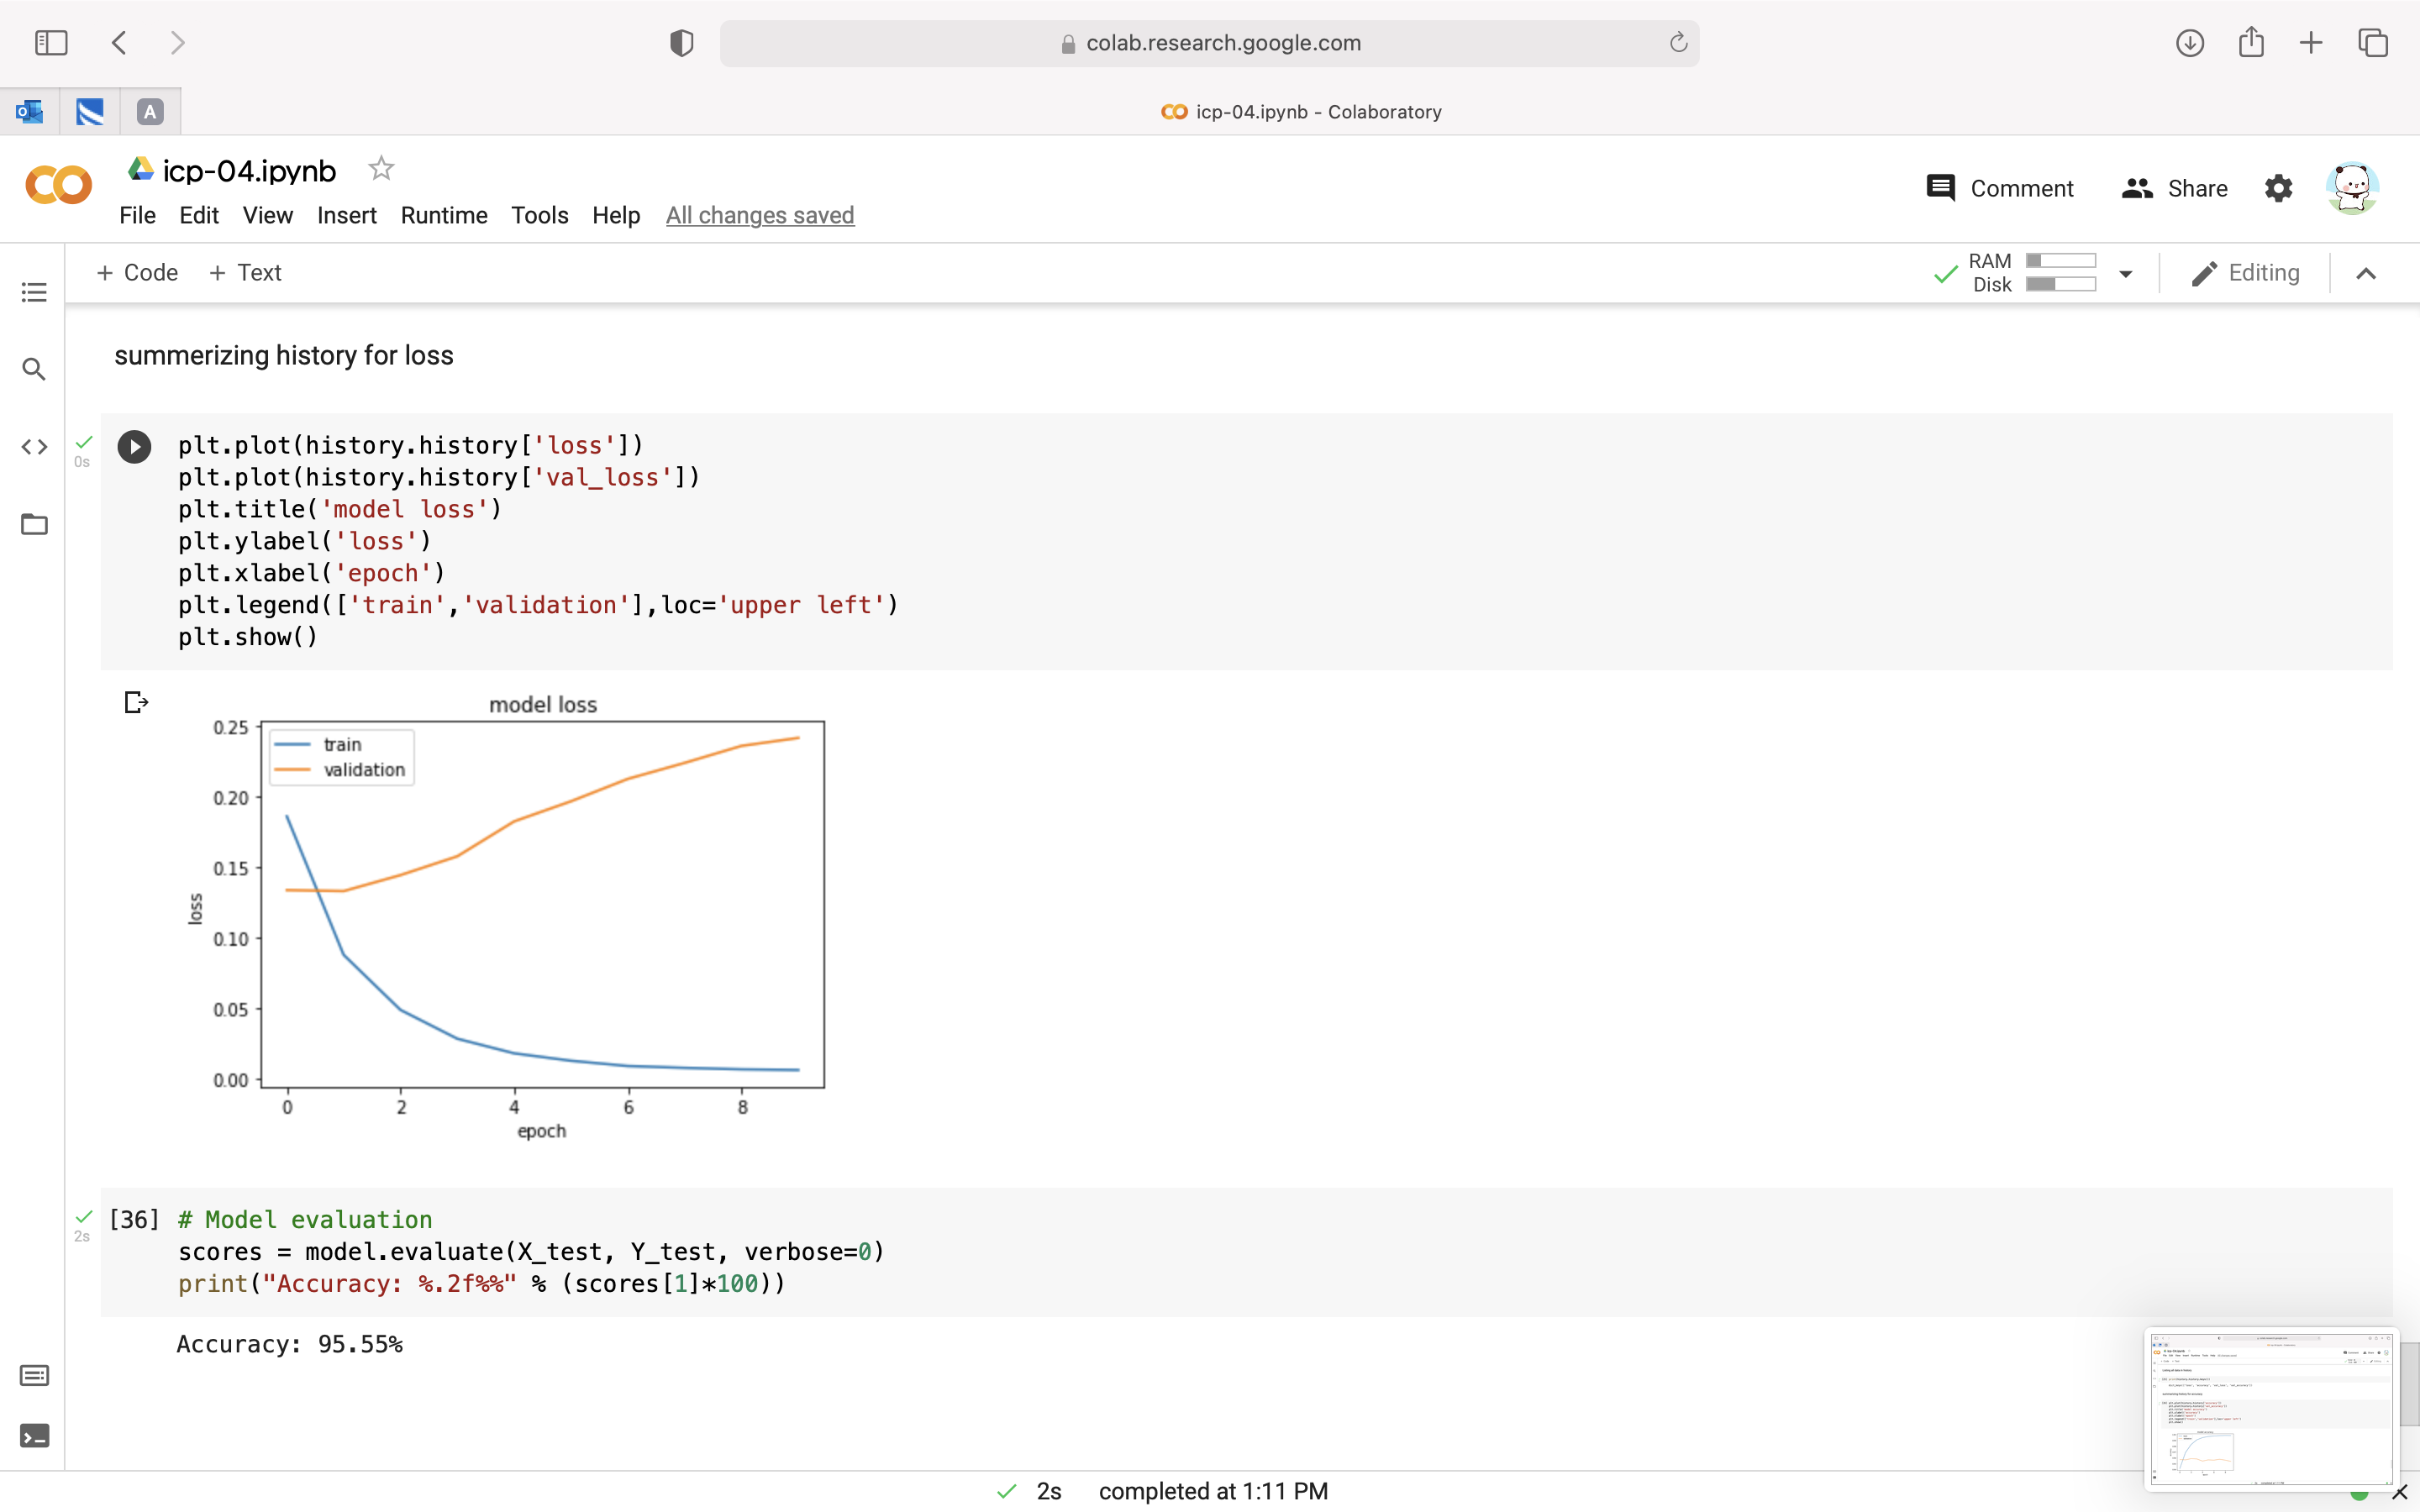 colab.research.google.com
A
icp-04.ipynb - Colaboratory
icp-04.ipynb
Comment
Share
File Edit View Insert Runtime Tools Help All changes saved
+ Code + Text
RAM
Disk
Editing
summerizing history for loss
0s
plt.plot(history.history['loss'])
plt.plot(history.history['val_loss'])
plt.title('model loss')
plt.ylabel('loss')
plt.xlabel('epoch')
plt.legend(['train','validation'],loc='upper left')
plt.show()
model loss
train
validation
0.25
0.20
0.15
0.10
0.05
0.00
loss
0 2 4 6 8
epoch
2s
[36] # Model evaluation
scores = model.evaluate(X_test, Y_test, verbose=0)
print("Accuracy: %.2f%%" % (scores[1]*100))
Accuracy: 95.55%
2s completed at 1:11 PM